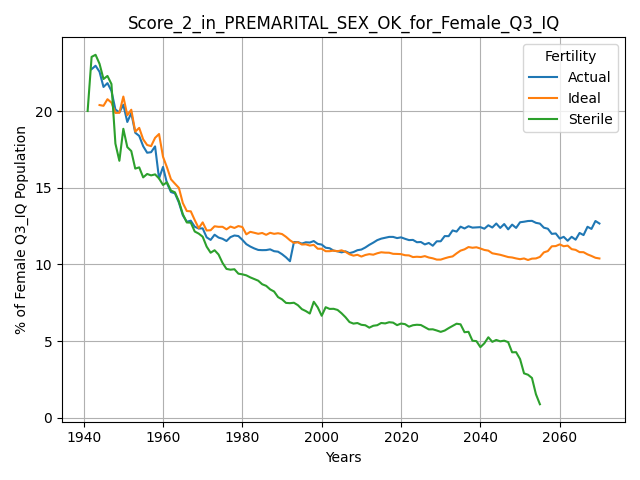 Score_2_in_PREMARITAL_SEX_OK_for_Female_Q3_IQ
% of Female Q3_IQ Population
20
15
10
5
0
1940 1960 1980 2000 2020 2040 2060
Years
Fertility
Actual
Ideal
Sterile